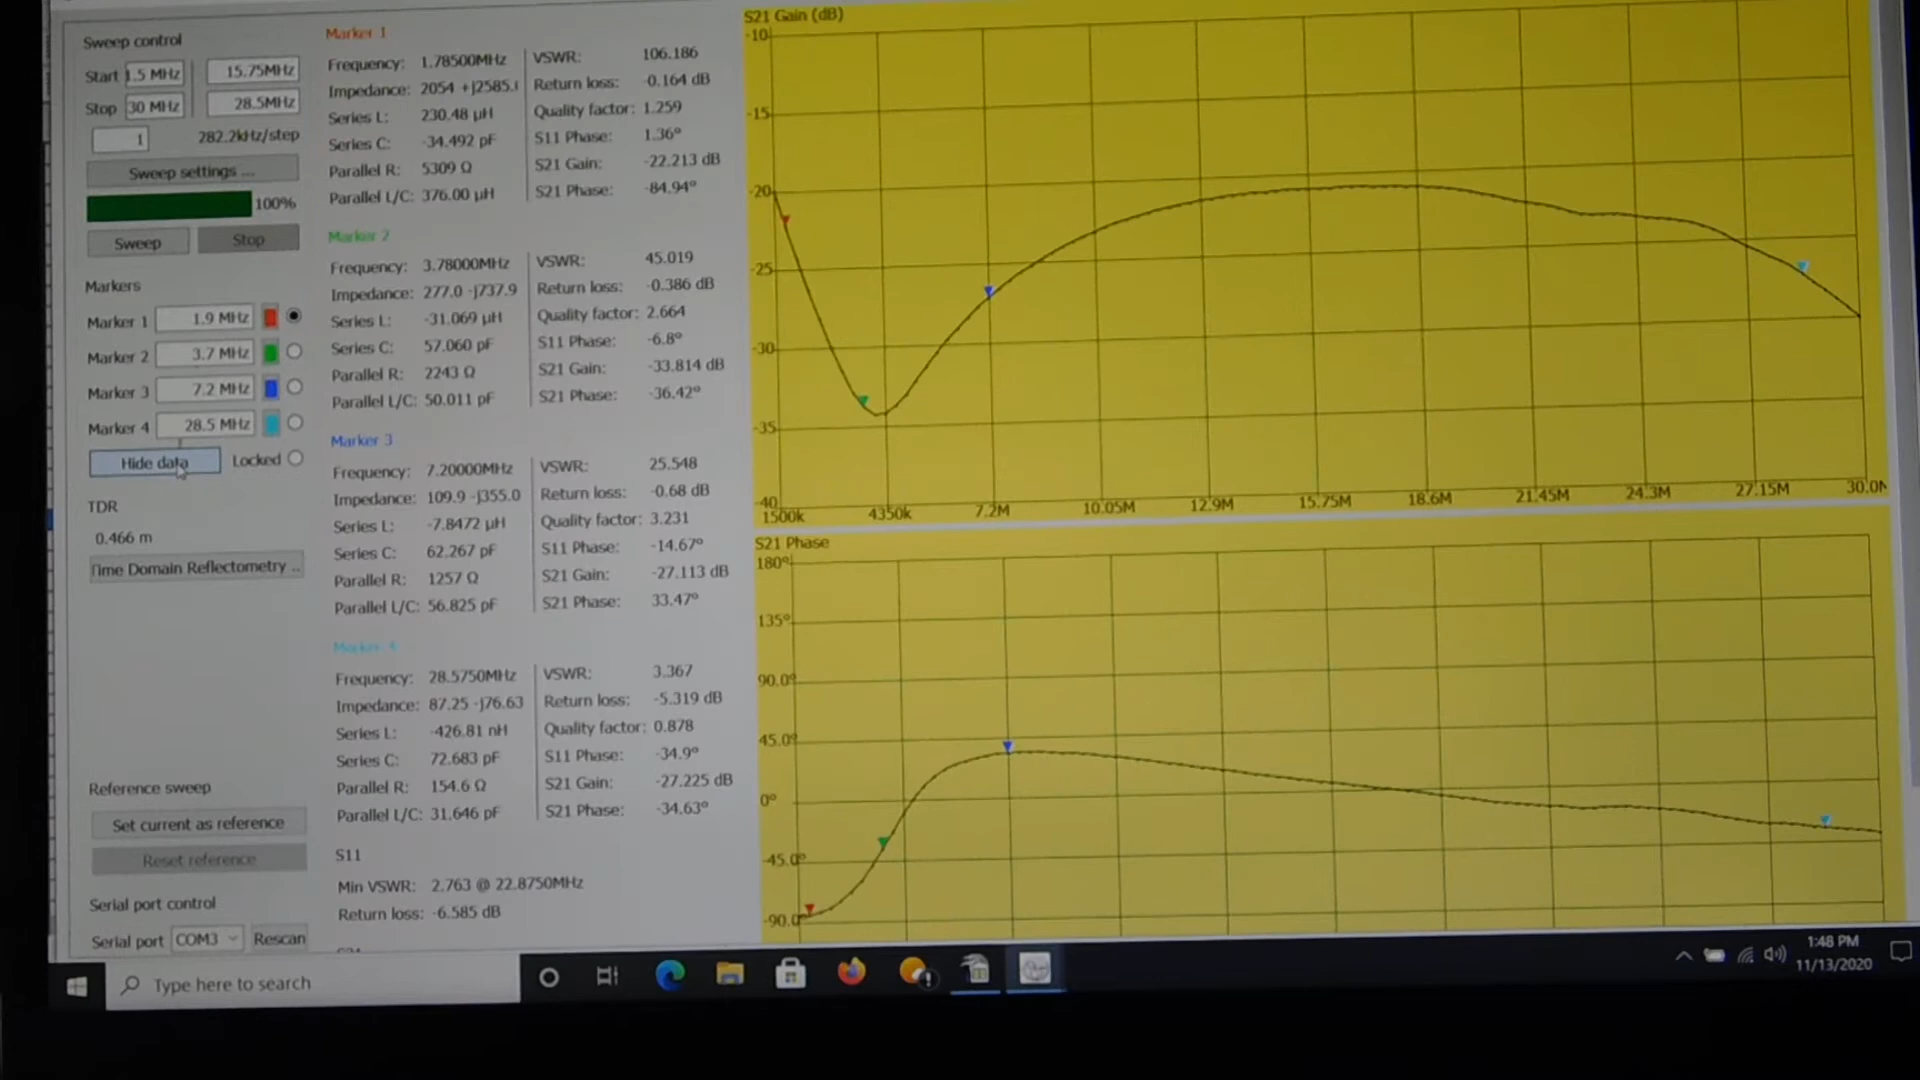 Sweep control
Start 1.5 MHz 15.75MHz
Stop 30 MHz 28.5MHz
1 282.2kHz/step
Sweep settings ...
100%
Sweep Stop
Markers
Marker 1 1.9 MHz
Marker 2 3.7 MHz
Marker 3 7.2 MHz
Marker 4 28.5 MHz
Hide data Locked
TDR
0.466 m
Time Domain Reflectometry ..
Reference sweep
Set current as reference
Reset reference
Serial port control
Serial port COM3 Rescan
Marker 1
Frequency: 1.78500MHz VSWR: 106.186
Impedance: 2054 +j2585. Return loss: -0.164 dB
Series L: 230.48 µH Quality factor: 1.259
Series C: -34.492 pF S11 Phase: 1.36°
Parallel R: 5309 Ω S21 Gain: -22.213 dB
Parallel L/C: 376.00 µH S21 Phase: -84.94°
Marker 2
Frequency: 3.78000MHz VSWR: 45.019
Impedance: 277.0 -j737.9 Return loss: -0.386 dB
Series L: -31.069 µH Quality factor: 2.664
Series C: 57.060 pF S11 Phase: -6.8°
Parallel R: 2243 Ω S21 Gain: -33.814 dB
Parallel L/C: 50.011 pF S21 Phase: -36.42°
Marker 3
Frequency: 7.20000MHz VSWR: 25.548
Impedance: 109.9 -j355.0 Return loss: -0.68 dB
Series L: -7.8472 µH Quality factor: 3.231
Series C: 62.267 pF S11 Phase: -14.67°
Parallel R: 1257 Ω S21 Gain: -27.113 dB
Parallel L/C: 56.825 pF S21 Phase: 33.47°
Marker 4
Frequency: 28.5750MHz VSWR: 3.367
Impedance: 87.25 -j76.63 Return loss: -5.319 dB
Series L: -426.81 nH Quality factor: 0.878
Series C: 72.683 pF S11 Phase: -34.9°
Parallel R: 154.6 Ω S21 Gain: -27.225 dB
Parallel L/C: 31.646 pF S21 Phase: -34.63°
S11
Min VSWR: 2.763 @ 22.8750MHz
Return loss: -6.585 dB
S21 Gain (dB)
-10
-15
-20
-25
-30
-35
-40
1500k 4350k 7.2M 10.05M 12.9M 15.75M 18.6M 21.45M 24.3M 27.15M 30.0
S21 Phase
180°
135°
90.0°
45.0°
0°
-45.0°
-90.0
Type here to search
1:48 PM
11/13/2020